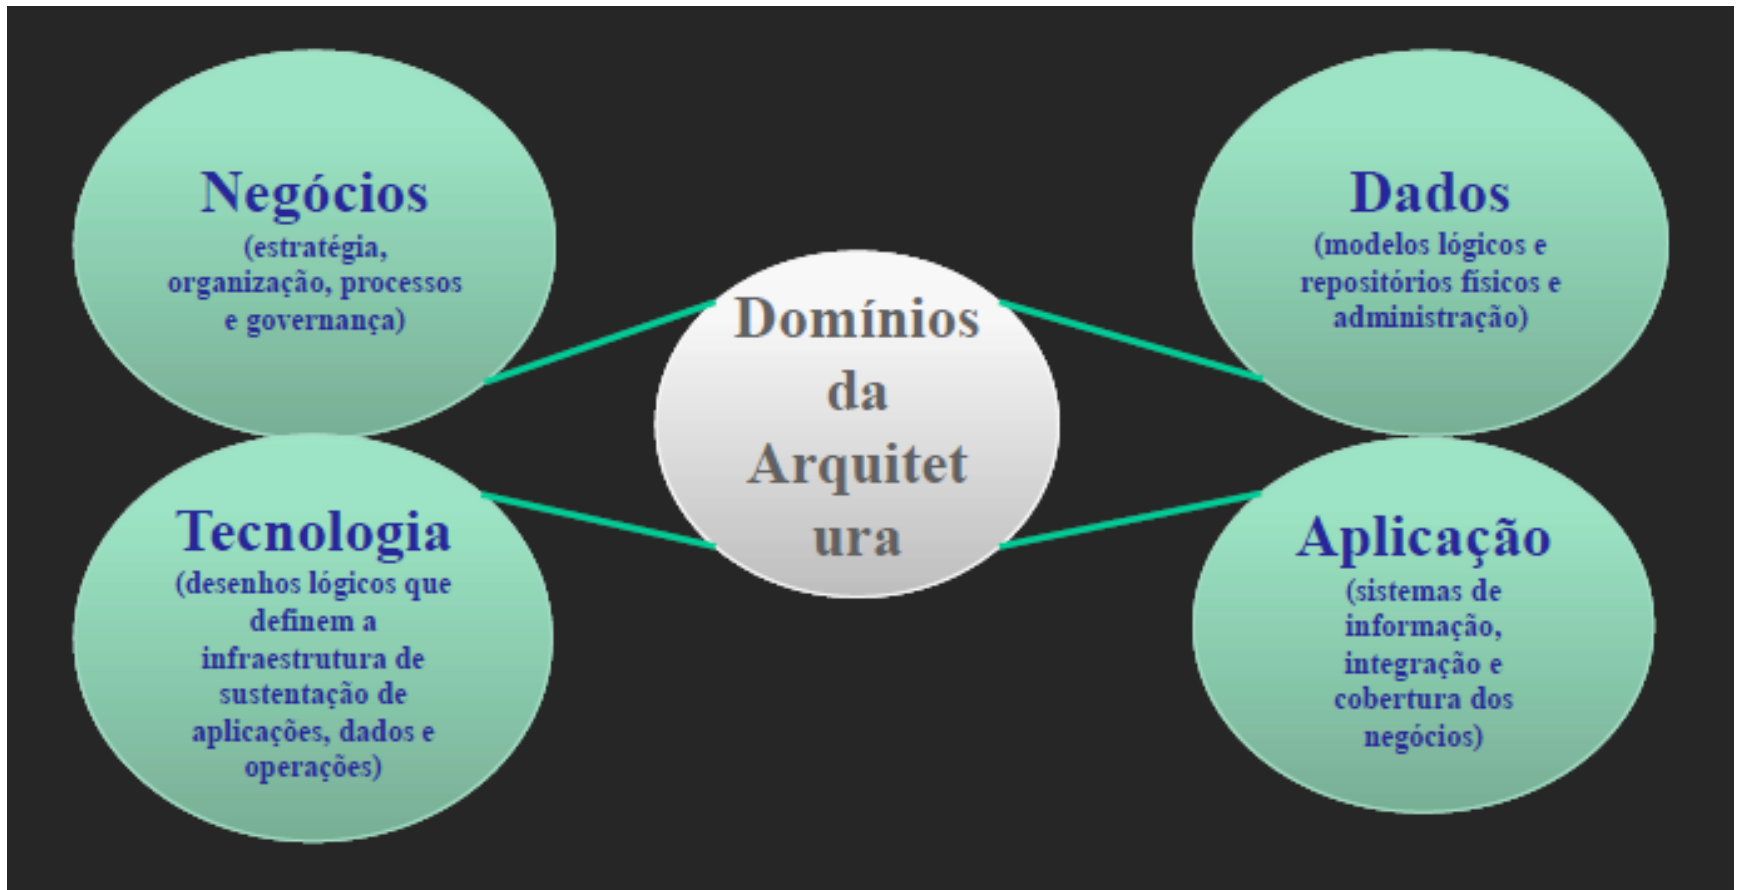 Negócios
(estratégia,
organização, processos
e governança)
Dados
(modelos lógicos e
repositórios físicos e
administração)
Domínios
da
Arquitet
ura
Tecnologia
(desenhos lógicos que
definem a
infraestrutura de
sustentação de
aplicações, dados e
operações)
Aplicação
(sistemas de
informação,
integração e
cobertura dos
negócios)